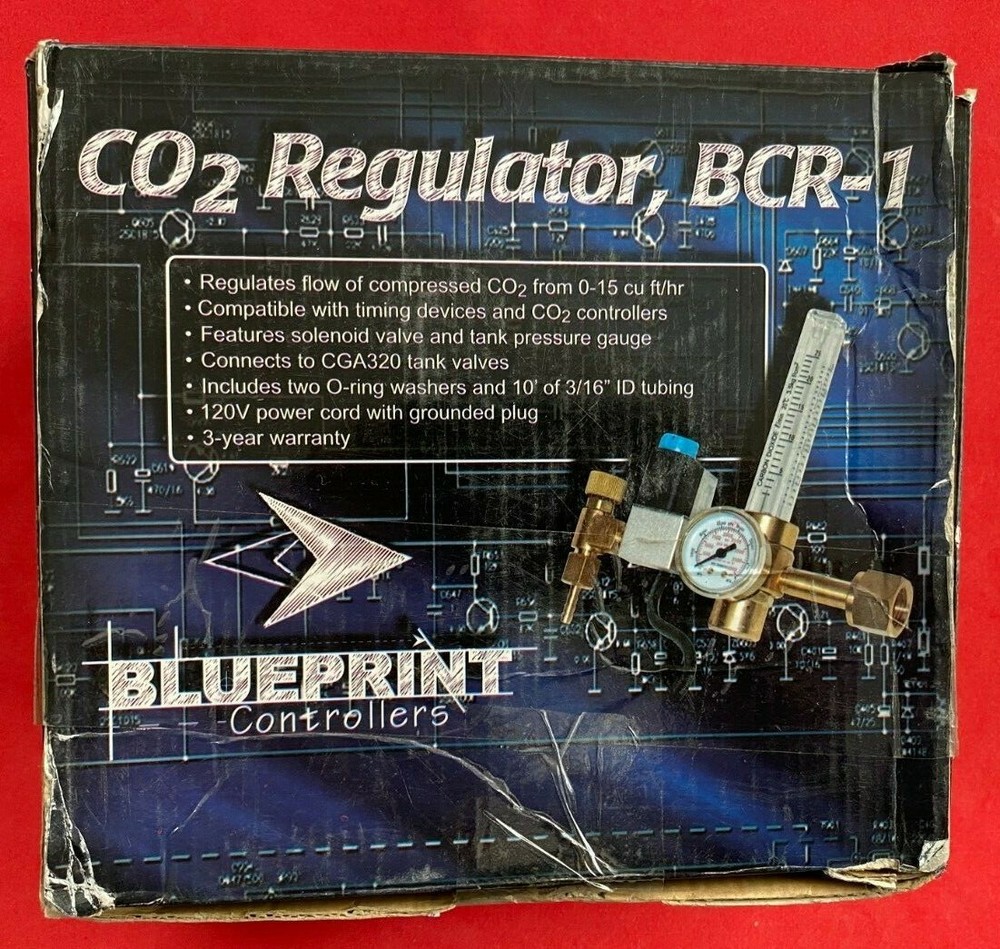 CO2 Regulator, BCR-1
• Regulates flow of compressed CO2 from 0-15 cu ft/hr
• Compatible with timing devices and CO2 controllers
• Features solenoid valve and tank pressure gauge
• Connects to CGA320 tank valves
• Includes two O-ring washers and 10' of 3/16" ID tubing
• 120V power cord with grounded plug
• 3-year warranty
CARBON DIOXIDE
BLUEPRINT
Controllers